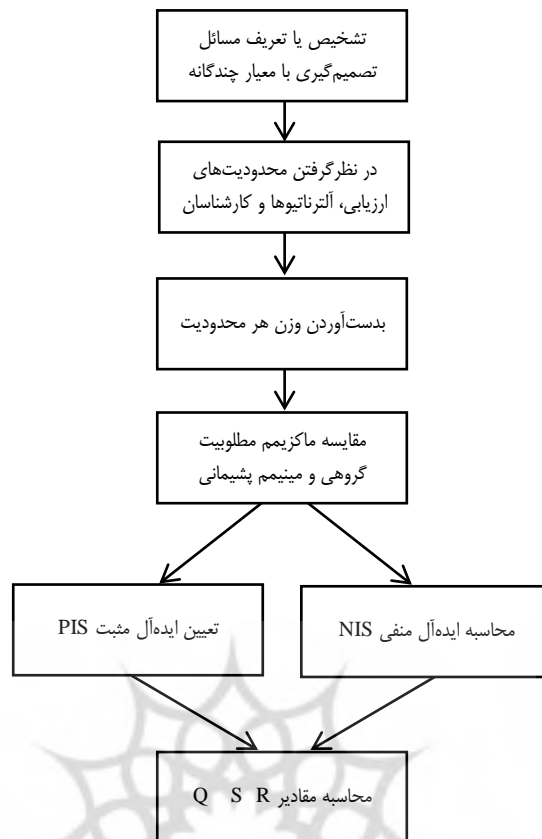 تشخیص یا تعریف مسائل
تصمیم‌گیری با معیار چندگانه
در نظرگرفتن محدودیت‌های
ارزیابی، آلترناتیوها و کارشناسان
بدست‌آوردن وزن هر محدودیت
مقایسه ماکزیمم مطلوبیت
گروهی و مینیمم پشیمانی
محاسبه ایده‌آل منفی NIS
تعیین ایده‌آل مثبت PIS
محاسبه مقادیر Q S R